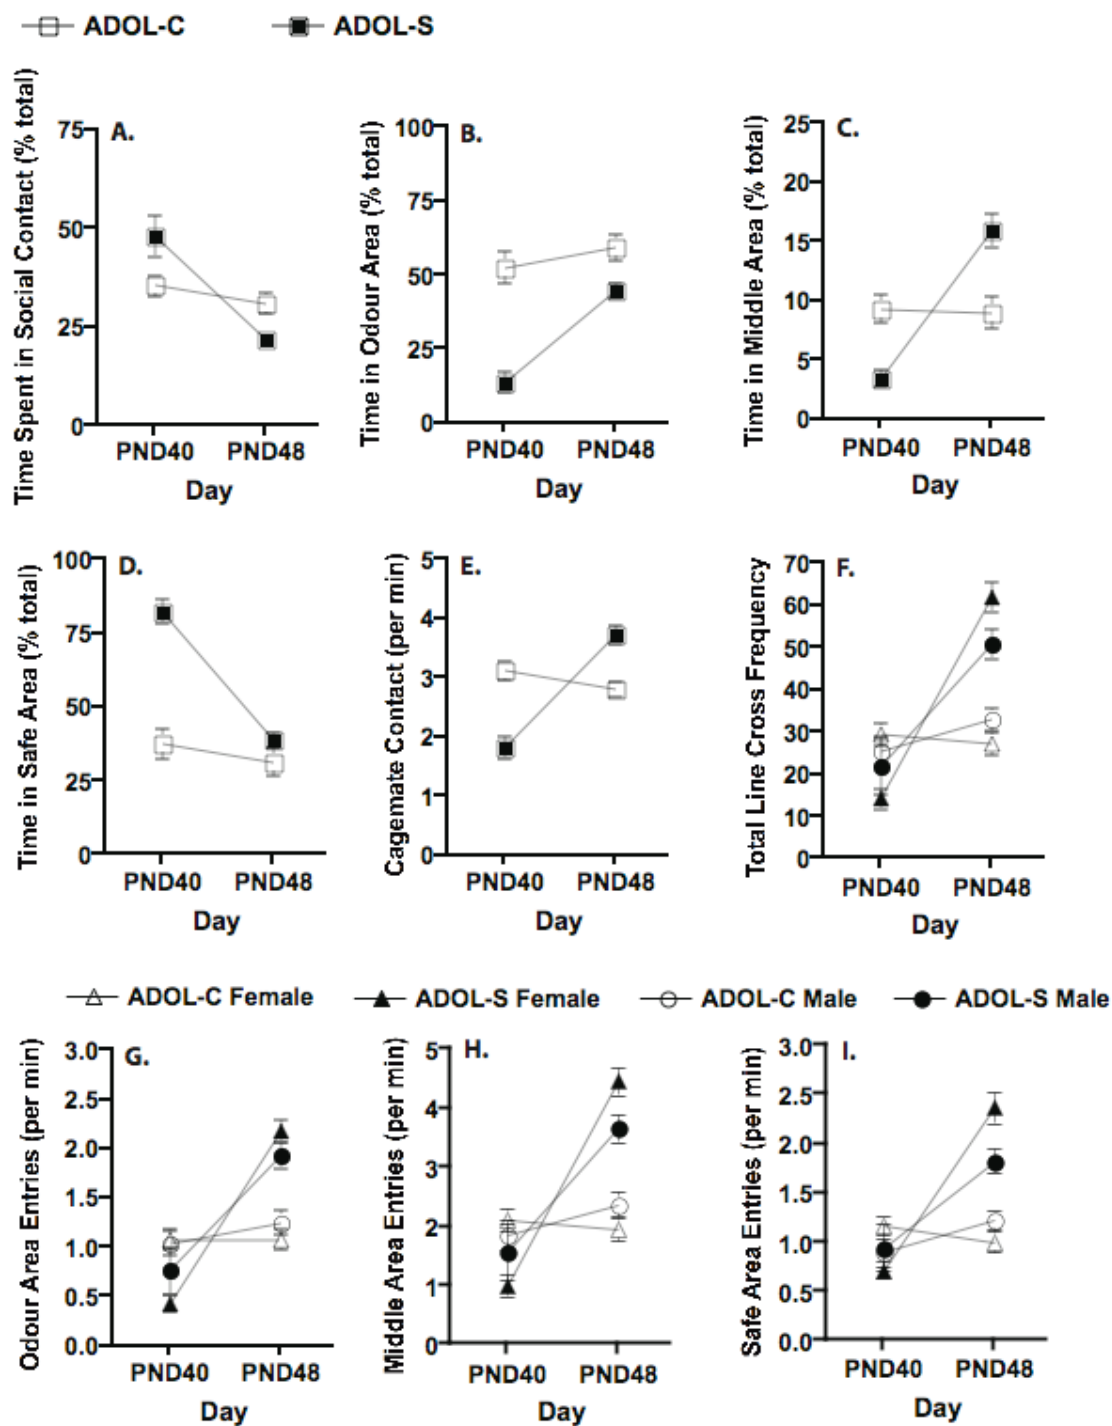 ADOL-C ADOL-S
A.
Time Spent in Social Contact (% total)
75
50
25
0
PND40 PND48
Day
B.
Time in Odour Area (% total)
100
75
50
25
0
PND40 PND48
Day
C.
Time in Middle Area (% total)
25
20
15
10
5
0
PND40 PND48
Day
D.
Time in Safe Area (% total)
100
75
50
25
0
PND40 PND48
Day
E.
Cagemate Contact (per min)
5
4
3
2
1
0
PND40 PND48
Day
F.
Total Line Cross Frequency
70
60
50
40
30
20
10
0
PND40 PND48
Day
ADOL-C Female ADOL-S Female ADOL-C Male ADOL-S Male
G.
Odour Area Entries (per min)
3.0
2.5
2.0
1.5
1.0
0.5
0.0
PND40 PND48
Day
H.
Middle Area Entries (per min)
5
4
3
2
1
0
PND40 PND48
Day
I.
Safe Area Entries (per min)
3.0
2.5
2.0
1.5
1.0
0.5
0.0
PND40 PND48
Day